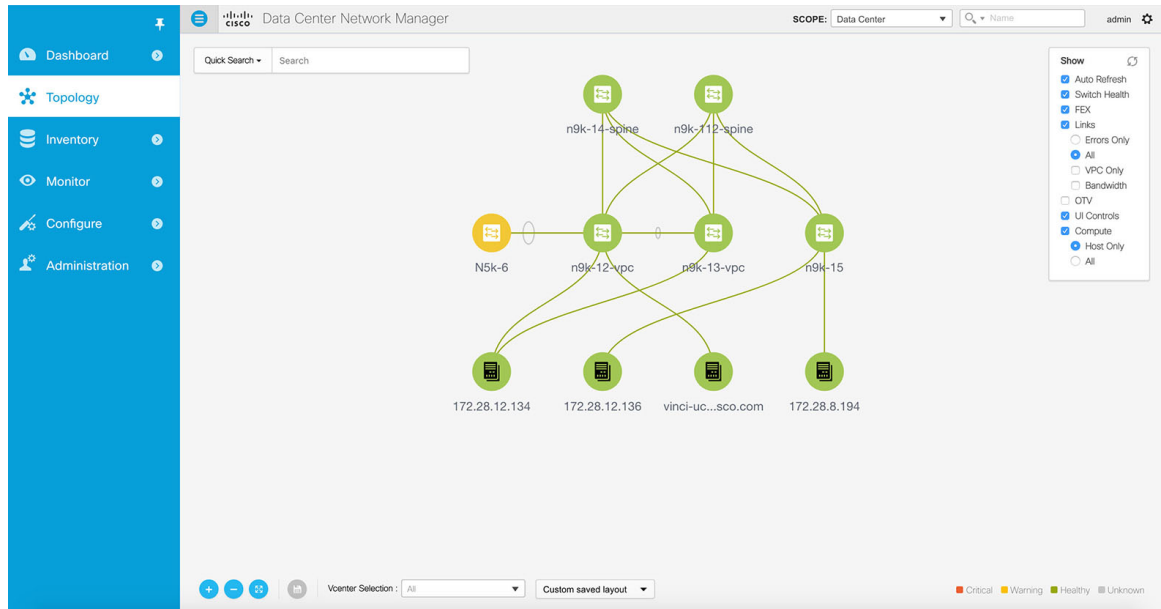 cisco Data Center Network Manager
SCOPE: Data Center
Name
admin
Dashboard
Topology
Inventory
Monitor
Configure
Administration
Quick Search
Search
Show
Auto Refresh
Switch Health
FEX
Links
Errors Only
All
VPC Only
Bandwidth
OTV
UI Controls
Compute
Host Only
All
n9k-14-spine
n9k-112-spine
N5k-6
n9k-12-vpc
n9k-13-vpc
n9k-15
172.28.12.134
172.28.12.136
vinci-uc...sco.com
172.28.8.194
Vcenter Selection : All
Custom saved layout
Critical Warning Healthy Unknown